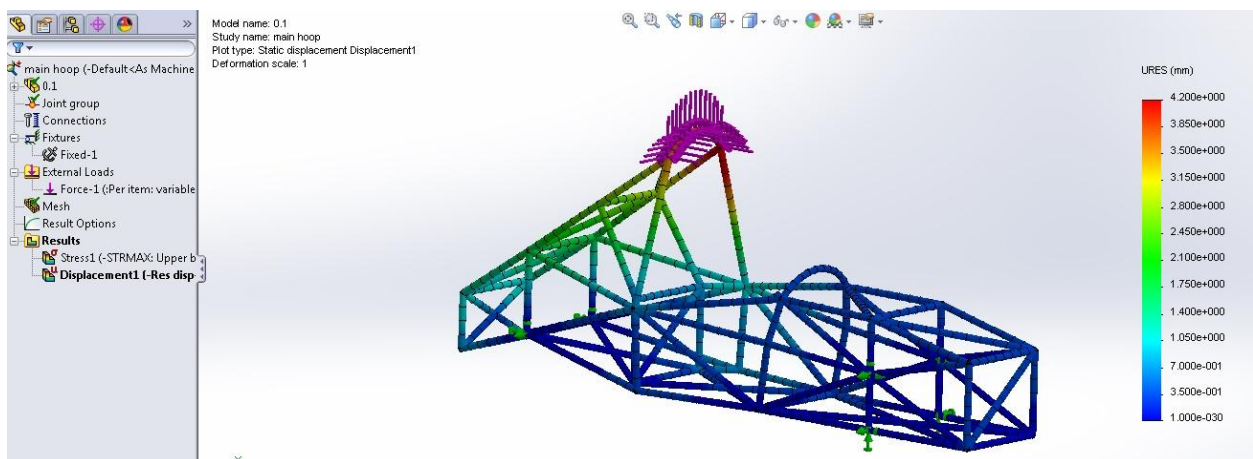 Model name: 0.1
Study name: main hoop
Plot type: Static displacement Displacement1
Deformation scale: 1
main hoop (-Default<As Machine
0.1
Joint group
Connections
Fixtures
Fixed-1
External Loads
Force-1 (:Per item: variable
Mesh
Result Options
Results
Stress1 (-STRMAX: Upper b
Displacement1 (-Res disp
URES (mm)
4.200e+000
3.850e+000
3.500e+000
3.150e+000
2.800e+000
2.450e+000
2.100e+000
1.750e+000
1.400e+000
1.050e+000
7.000e-001
3.500e-001
1.000e-030